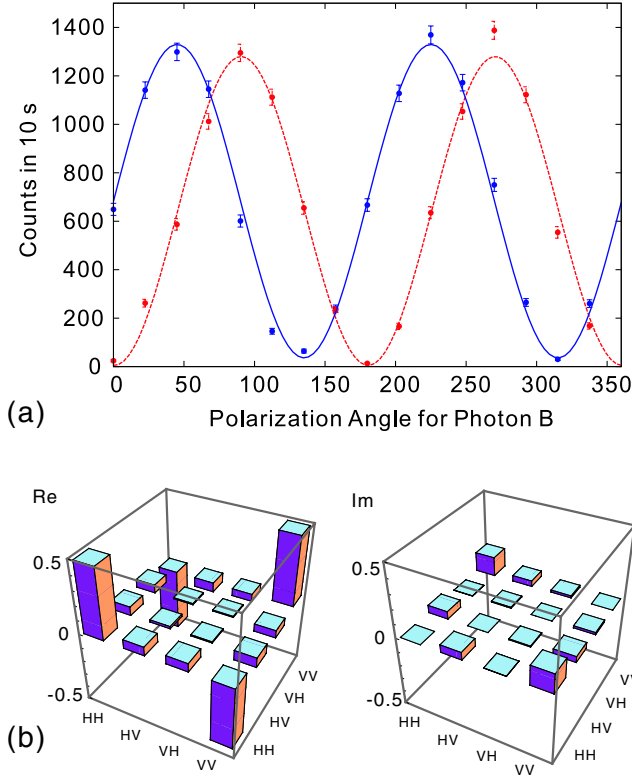 1400
1200
1000
800
600
400
200
0
Counts in 10 s
0 50 100 150 200 250 300 350
Polarization Angle for Photon B
(a)
Re
0.5
0
-0.5
HH HV VH VV
HH HV VH VV
Im
0.5
0
-0.5
HH HV VH VV
HH HV VH VV
(b)